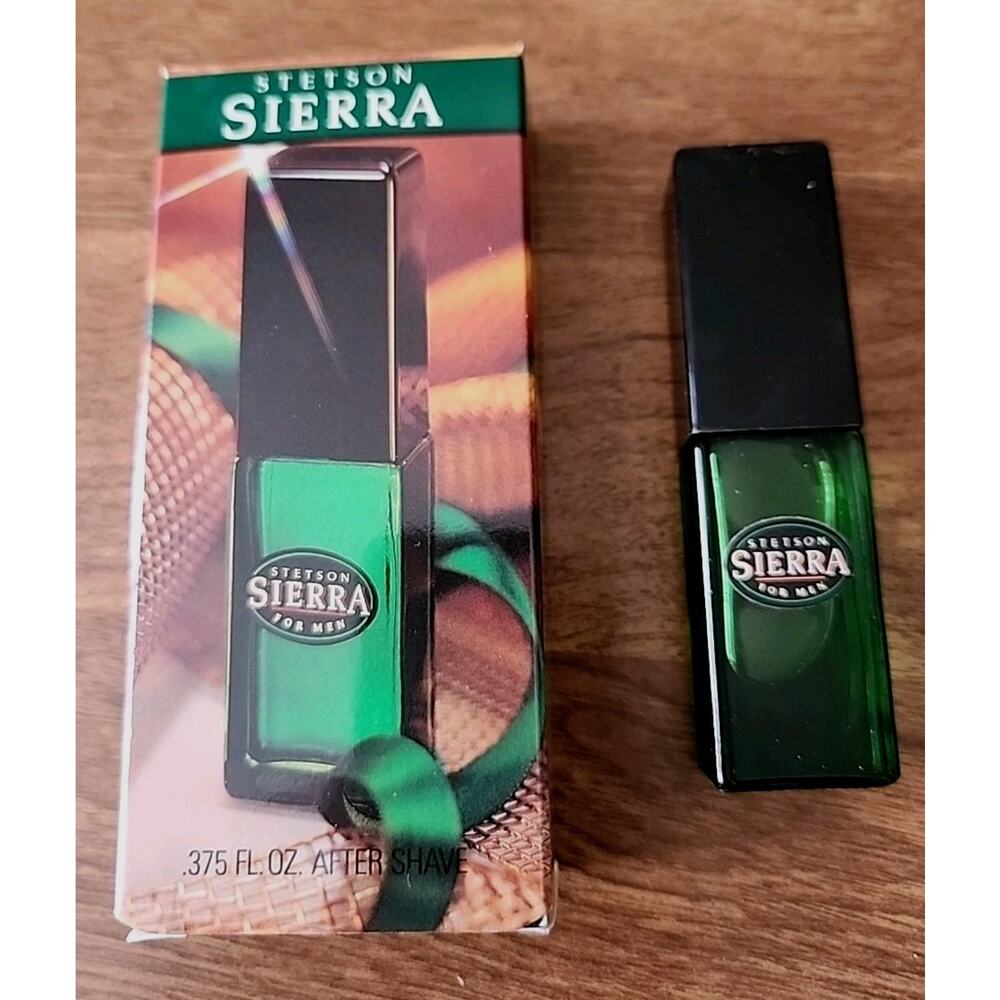 STETSON
SIERRA
STETSON
SIERRA
FOR MEN
.375 FL. OZ. AFTER SHAVE
STETSON
SIERRA
FOR MEN